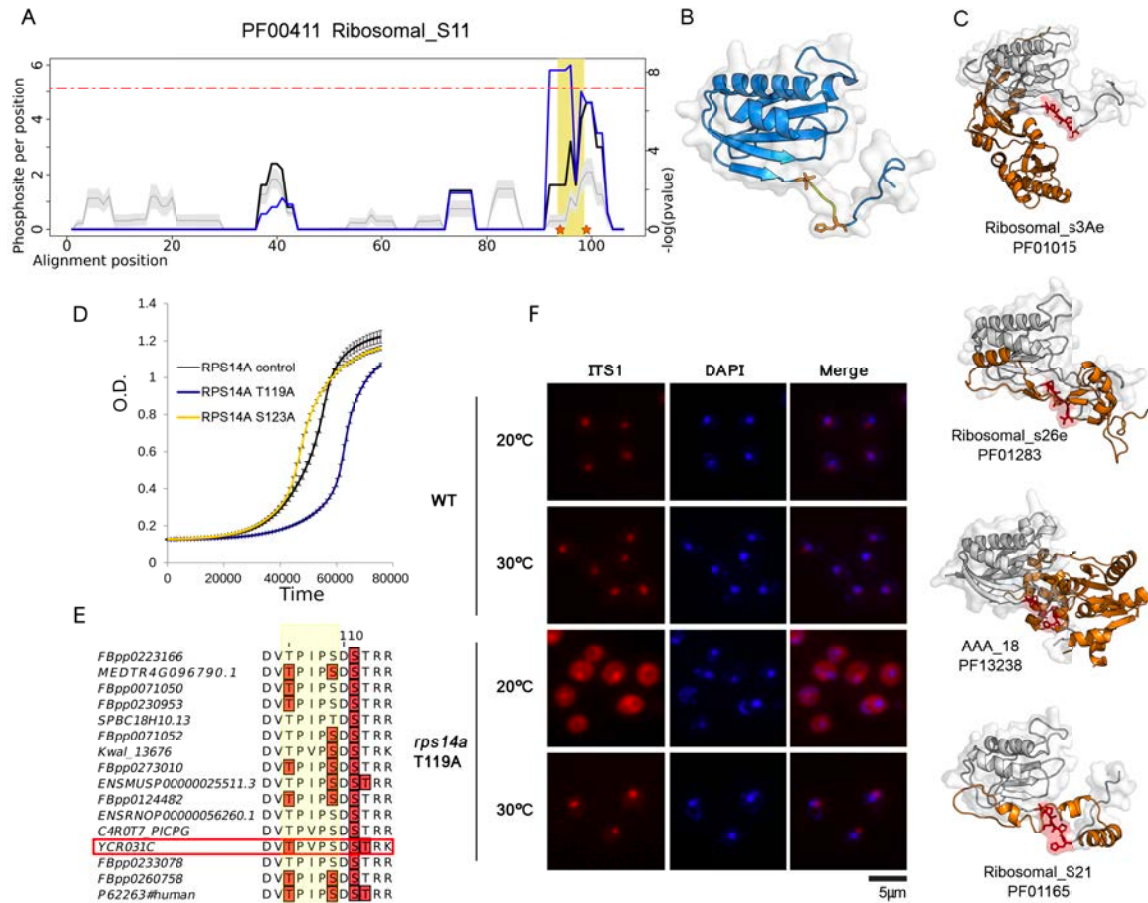 A
PF00411 Ribosomal_S11
Phosphosite per position
6
4
2
0
8
4
0
-log(pvalue)
0
20
40
60
80
100
Alignment position
B
C
Ribosomal_s3Ae
PF01015
Ribosomal_s26e
PF01283
AAA_18
PF13238
Ribosomal_S21
PF01165
D
O.D.
1.4
1.2
1.0
0.8
0.6
0.4
0.2
0
RPS14A control
RPS14A T119A
RPS14A S123A
0
20000
40000
60000
80000
Time
E
110
FBpp0223166 DVTPIPSDSTRR
MEDTR4G096790.1 DVTPIPSDSTRR
FBpp0071050 DVTPIPSDSTRR
FBpp0230953 DVTPIPSDSTRR
SPBC18H10.13 DVTPIPTDSTRR
FBpp0071052 DVTPIPSDSTRR
Kwal_13676 DVTPVPSDSTRK
FBpp0273010 DVTPIPSDSTRR
ENSMUSP00000025511.3 DVTPIPSDSTRR
FBpp0124482 DVTPIPSDSTRR
ENSRNOP00000056260.1 DVTPIPSDSTRR
C4R0T7_PICPG DVTPVPSDSTRR
YCR031C DVTPVPSDSTRK
FBpp0233078 DVTPIPSDSTRR
FBpp0260758 DVTPIPSDSTRR
P62263#human DVTPIPSDSTRR
F
ITS1 DAPI Merge
WT
20ºC
30ºC
rps14a
T119A
20ºC
30ºC
5µm